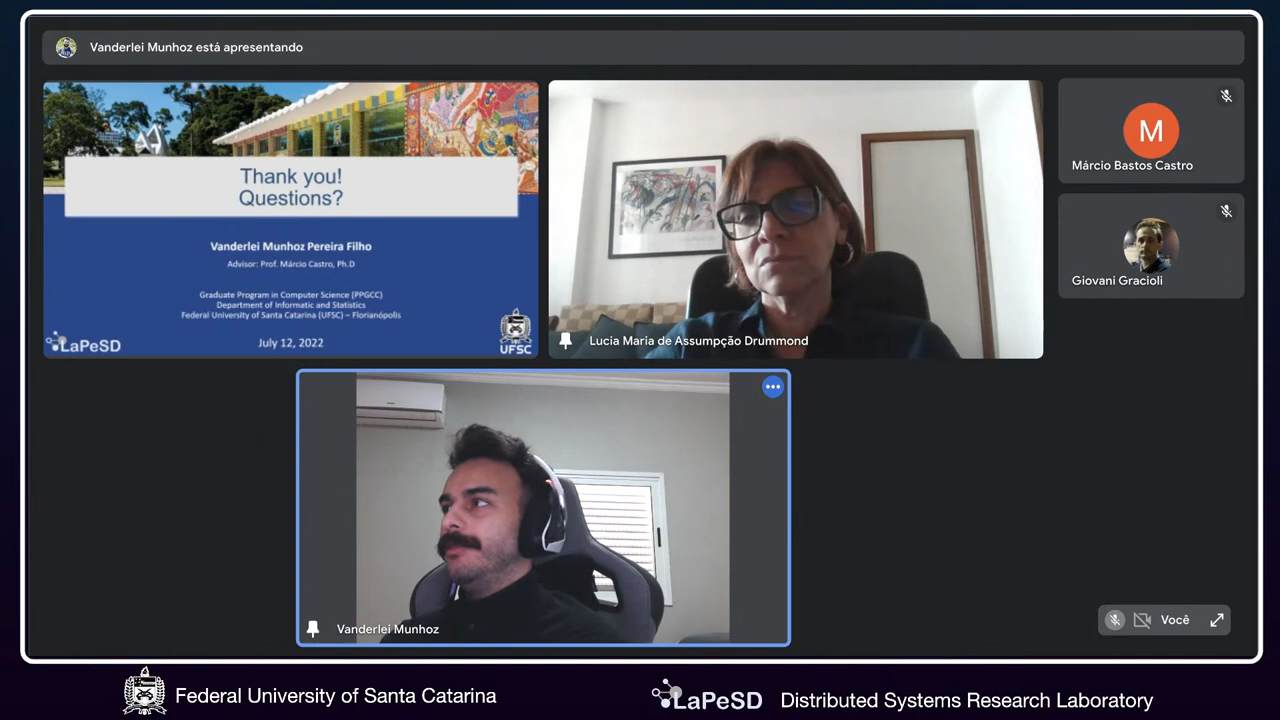 Vanderlei Munhoz está apresentando
Thank you!
Questions?
Vanderlei Munhoz Pereira Filho
Advisor: Prof. Márcio Castro, Ph.D
Graduate Program in Computer Science (PPGCC)
Department of Informatic and Statistics
Federal University of Santa Catarina (UFSC) – Florianópolis
LaPeSD
July 12, 2022
UFSC
Lucia Maria de Assumpção Drummond
M
Márcio Bastos Castro
Giovani Gracioli
Vanderlei Munhoz
Você
Federal University of Santa Catarina
LaPeSD
Distributed Systems Research Laboratory